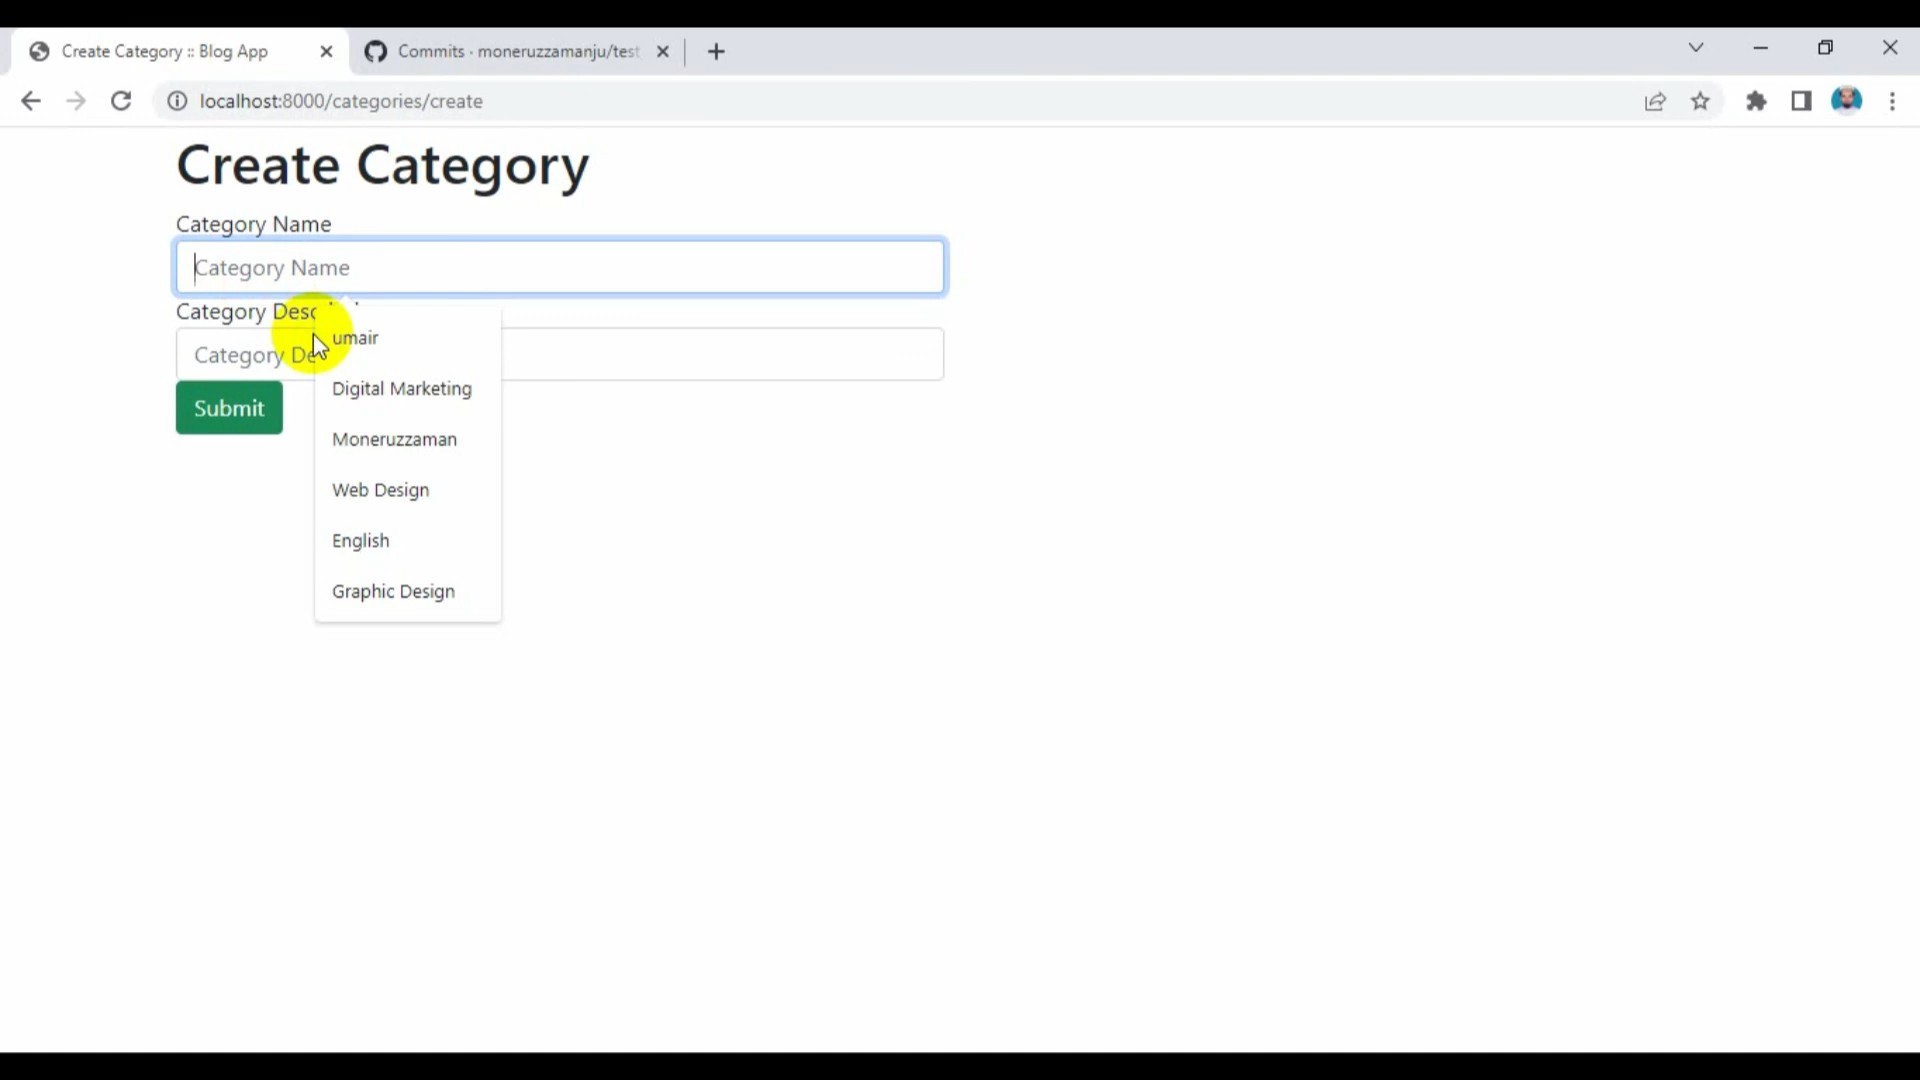 Create Category :: Blog App
Commits · moneruzzamanju/test
localhost:8000/categories/create
Create Category
Category Name
Category Name
Category Desc
Category De
umair
Digital Marketing
Submit
Moneruzzaman
Web Design
English
Graphic Design